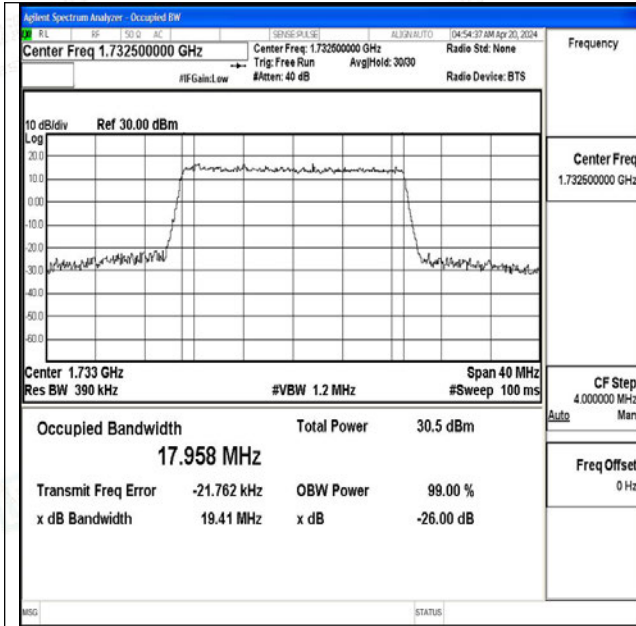 Agilent Spectrum Analyzer - Occupied BW
RL RF 50 Ω AC SENSE:PULSE ALIGNAUTO 04:54:37 AM Apr 20, 2024
Center Freq 1.732500000 GHz
Center Freq: 1.732500000 GHz
Radio Std: None
Trig: Free Run Avg|Hold: 30/30
#IFGain:Low #Atten: 40 dB Radio Device: BTS
10 dB/div Ref 30.00 dBm
Log
20.0
10.0
0.00
-10.0
-20.0
-30.0
-40.0
-50.0
-60.0
Center 1.733 GHz Span 40 MHz
Res BW 390 kHz #VBW 1.2 MHz #Sweep 100 ms
Occupied Bandwidth Total Power 30.5 dBm
17.958 MHz
Transmit Freq Error -21.762 kHz OBW Power 99.00 %
x dB Bandwidth 19.41 MHz x dB -26.00 dB
MSG STATUS
Frequency
Center Freq
1.732500000 GHz
CF Step
4.000000 MHz
Auto Man
Freq Offset
0 Hz